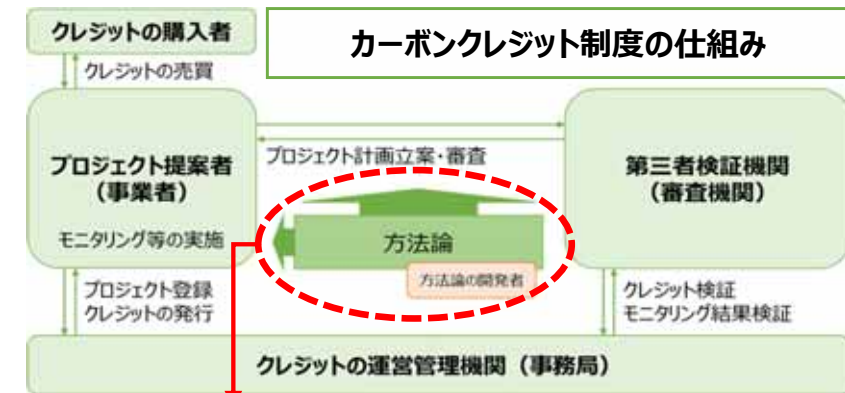 クレジットの購入者
カーボンクレジット制度の仕組み
クレジットの売買
プロジェクト提案者
（事業者）
モニタリング等の実施
プロジェクト計画立案・審査
第三者検証機関
（審査機関）
方法論
方法論の開発者
プロジェクト登録
クレジットの発行
クレジット検証
モニタリング結果検証
クレジットの運営管理機関（事務局）